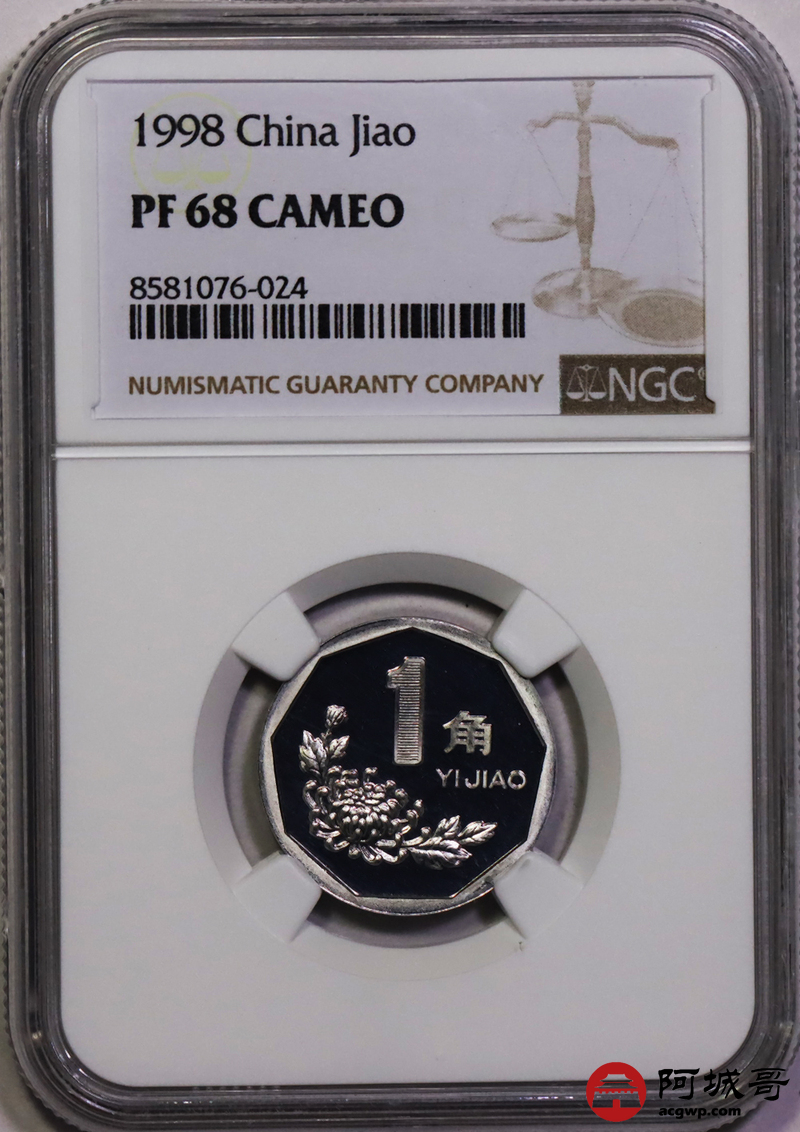 1998 China Jiao
PF 68 CAMEO
8581076-024
NUMISMATIC GUARANTY COMPANY
NGC
1
角
YI JIAO
阿城哥
acgwp.com